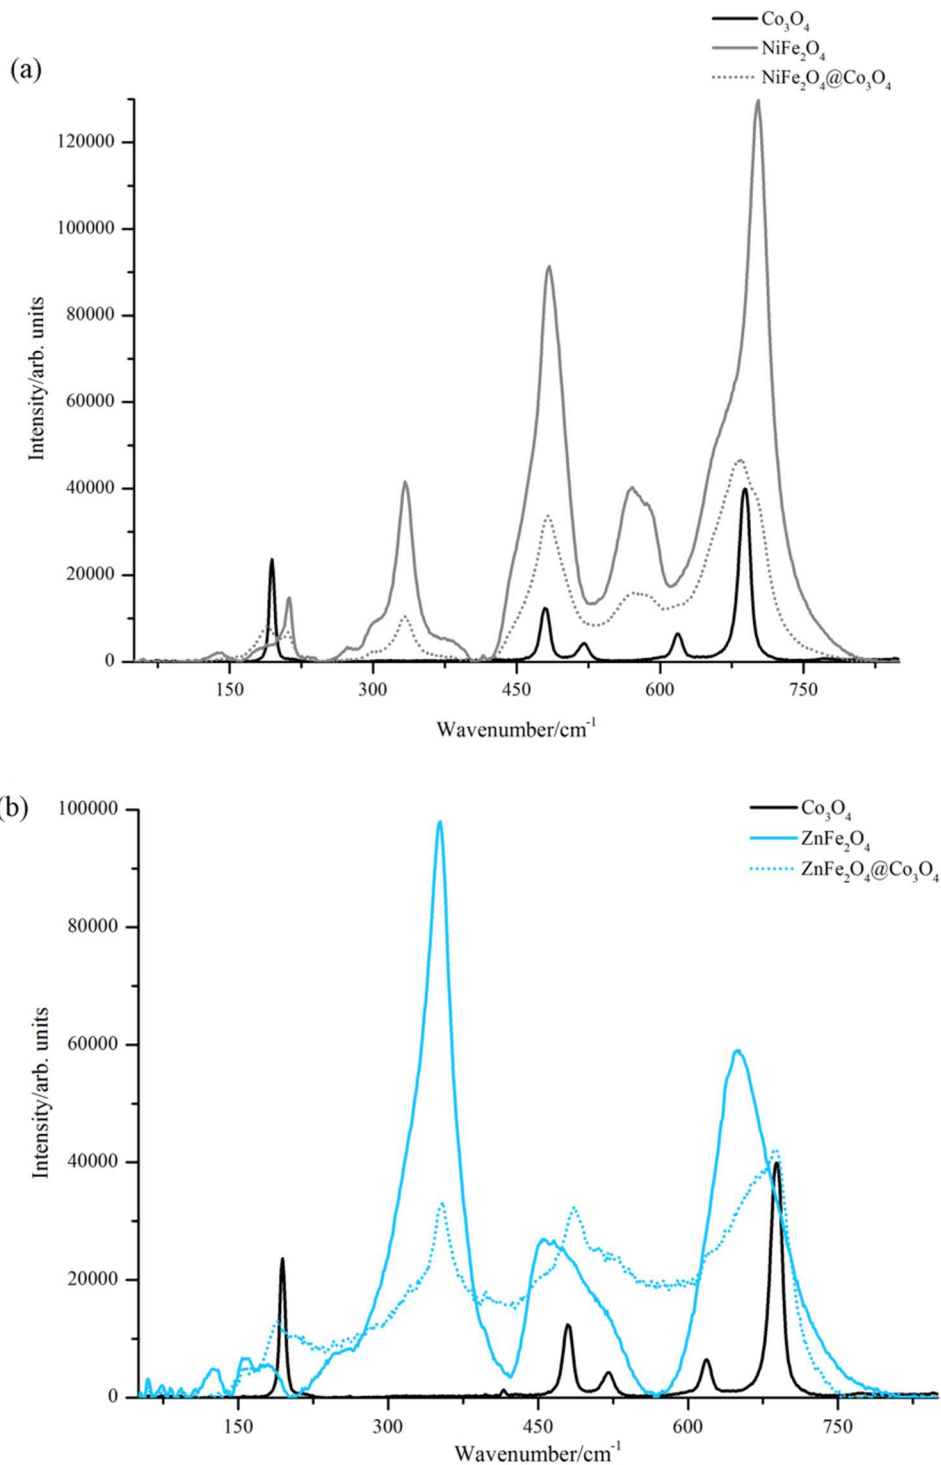 (a)
Co₃O₄
NiFe₂O₄
NiFe₂O₄@Co₃O₄
120000
100000
80000
60000
40000
20000
0
Intensity/arb. units
150 300 450 600 750
Wavenumber/cm⁻¹
(b)
Co₃O₄
ZnFe₂O₄
ZnFe₂O₄@Co₃O₄
100000
80000
60000
40000
20000
0
Intensity/arb. units
150 300 450 600 750
Wavenumber/cm⁻¹